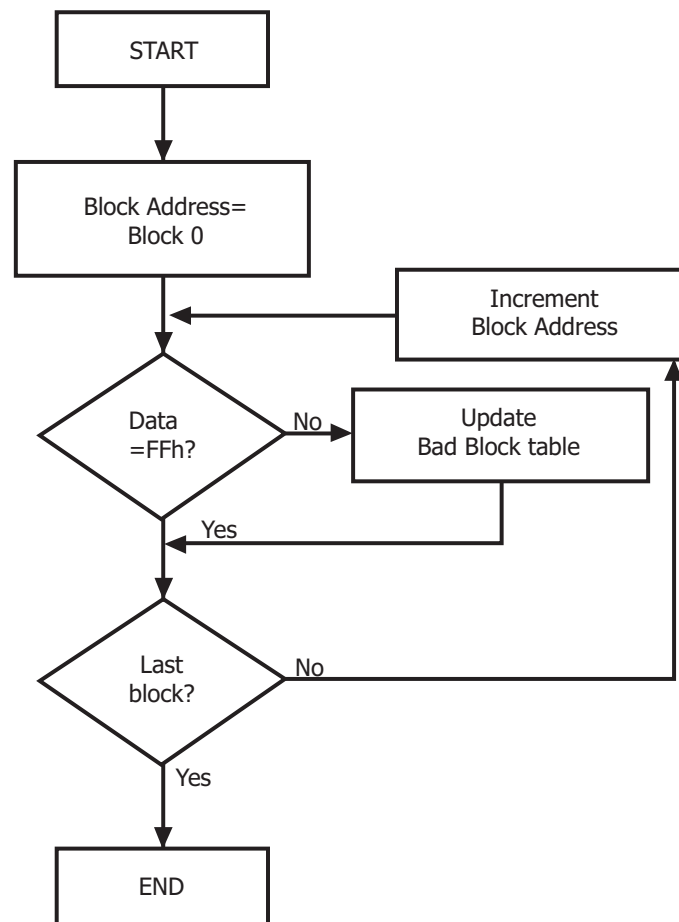 START
Block Address=
Block 0
Increment
Block Address
Data
=FFh?
No
Update
Bad Block table
Yes
Last
block?
No
Yes
END